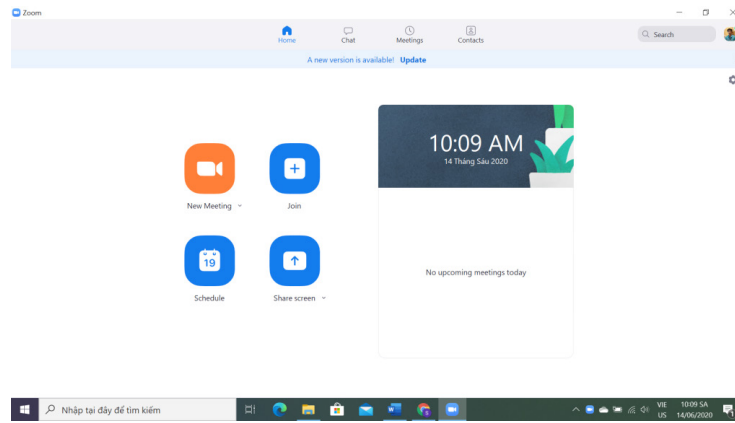 Zoom
Home
Chat
Meetings
Contacts
Search
A new version is available! Update
10:09 AM
14 Tháng Sáu 2020
New Meeting
Join
19
Schedule
Share screen
No upcoming meetings today
Nhập tại đây để tìm kiếm
VIE
US
10:09 SA
14/06/2020